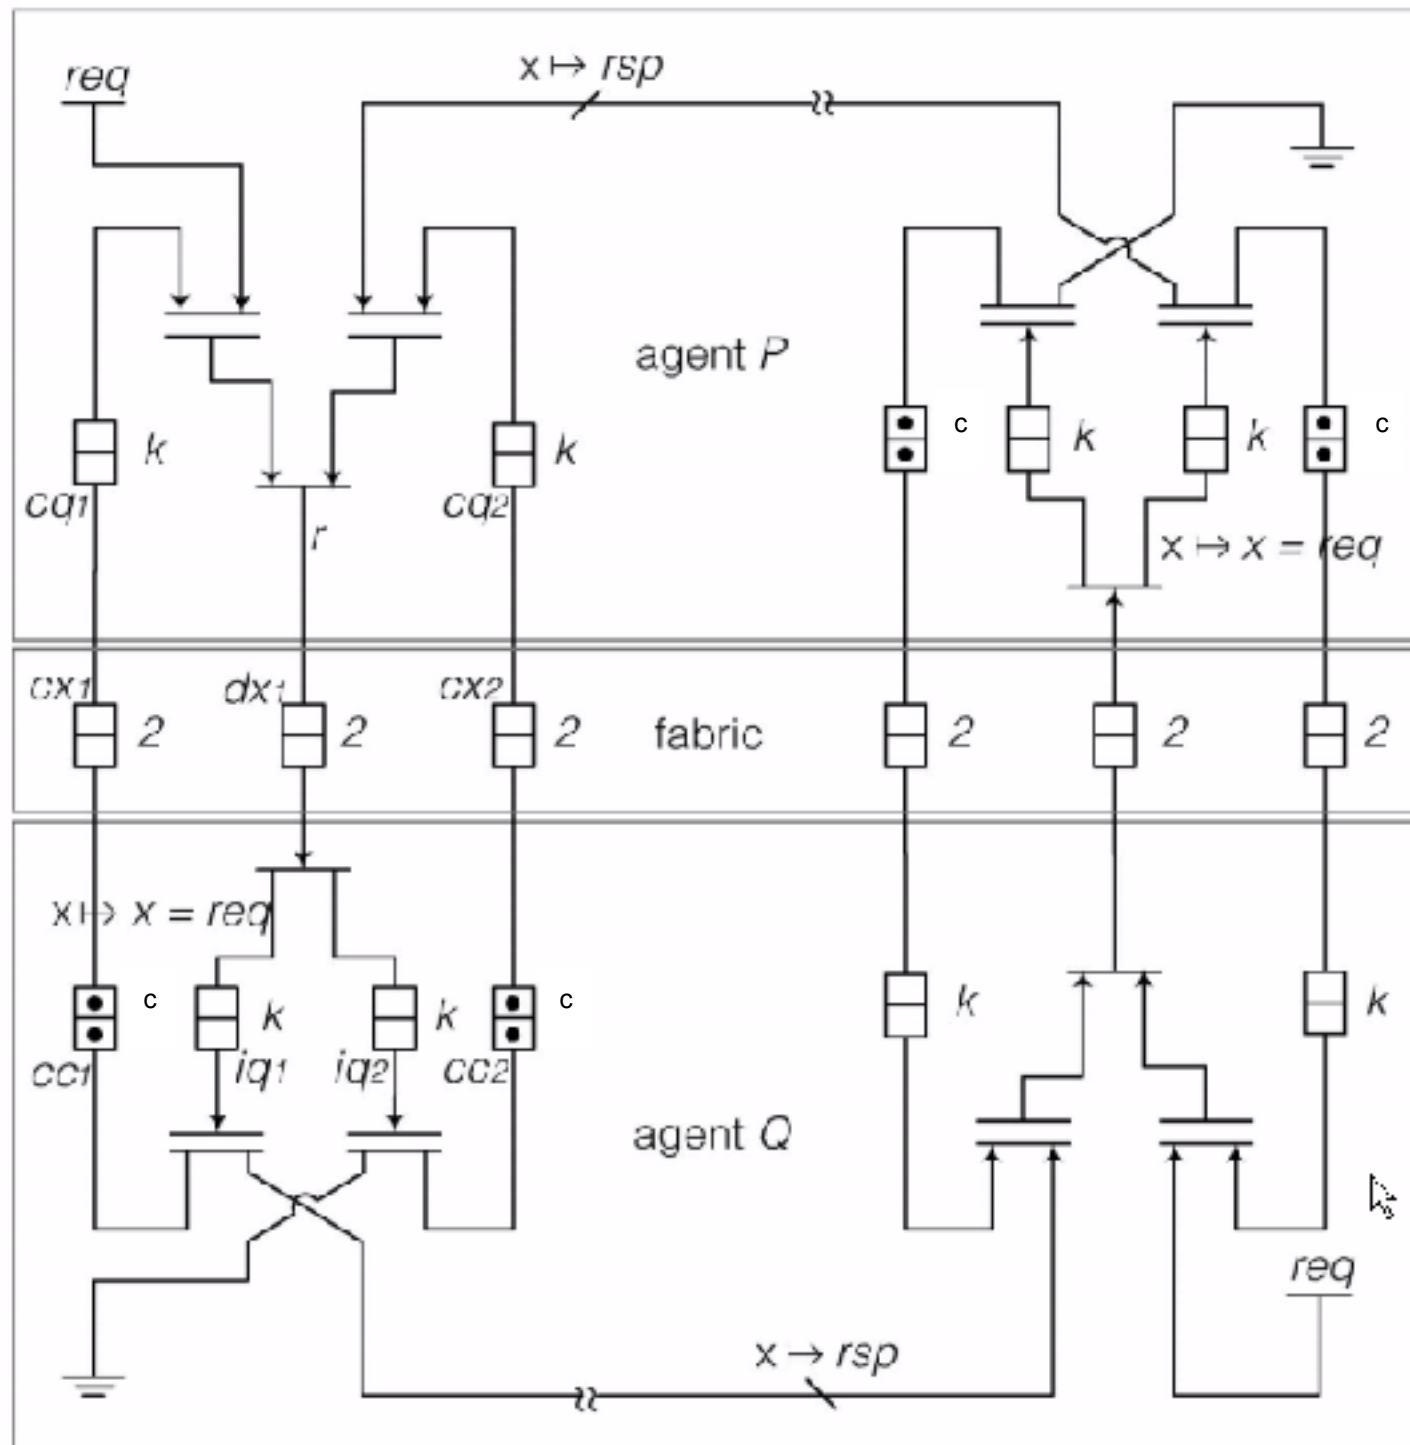 req
x ↦ rsp
agent P
k
k
c
k
k
c
cq1
cq2
r
x ↦ x = req
cx1
dx1
cx2
2
2
2
fabric
2
2
2
x ↦ x = req
c
k
k
c
k
k
cc1
iq1
iq2
cc2
agent Q
req
x → rsp